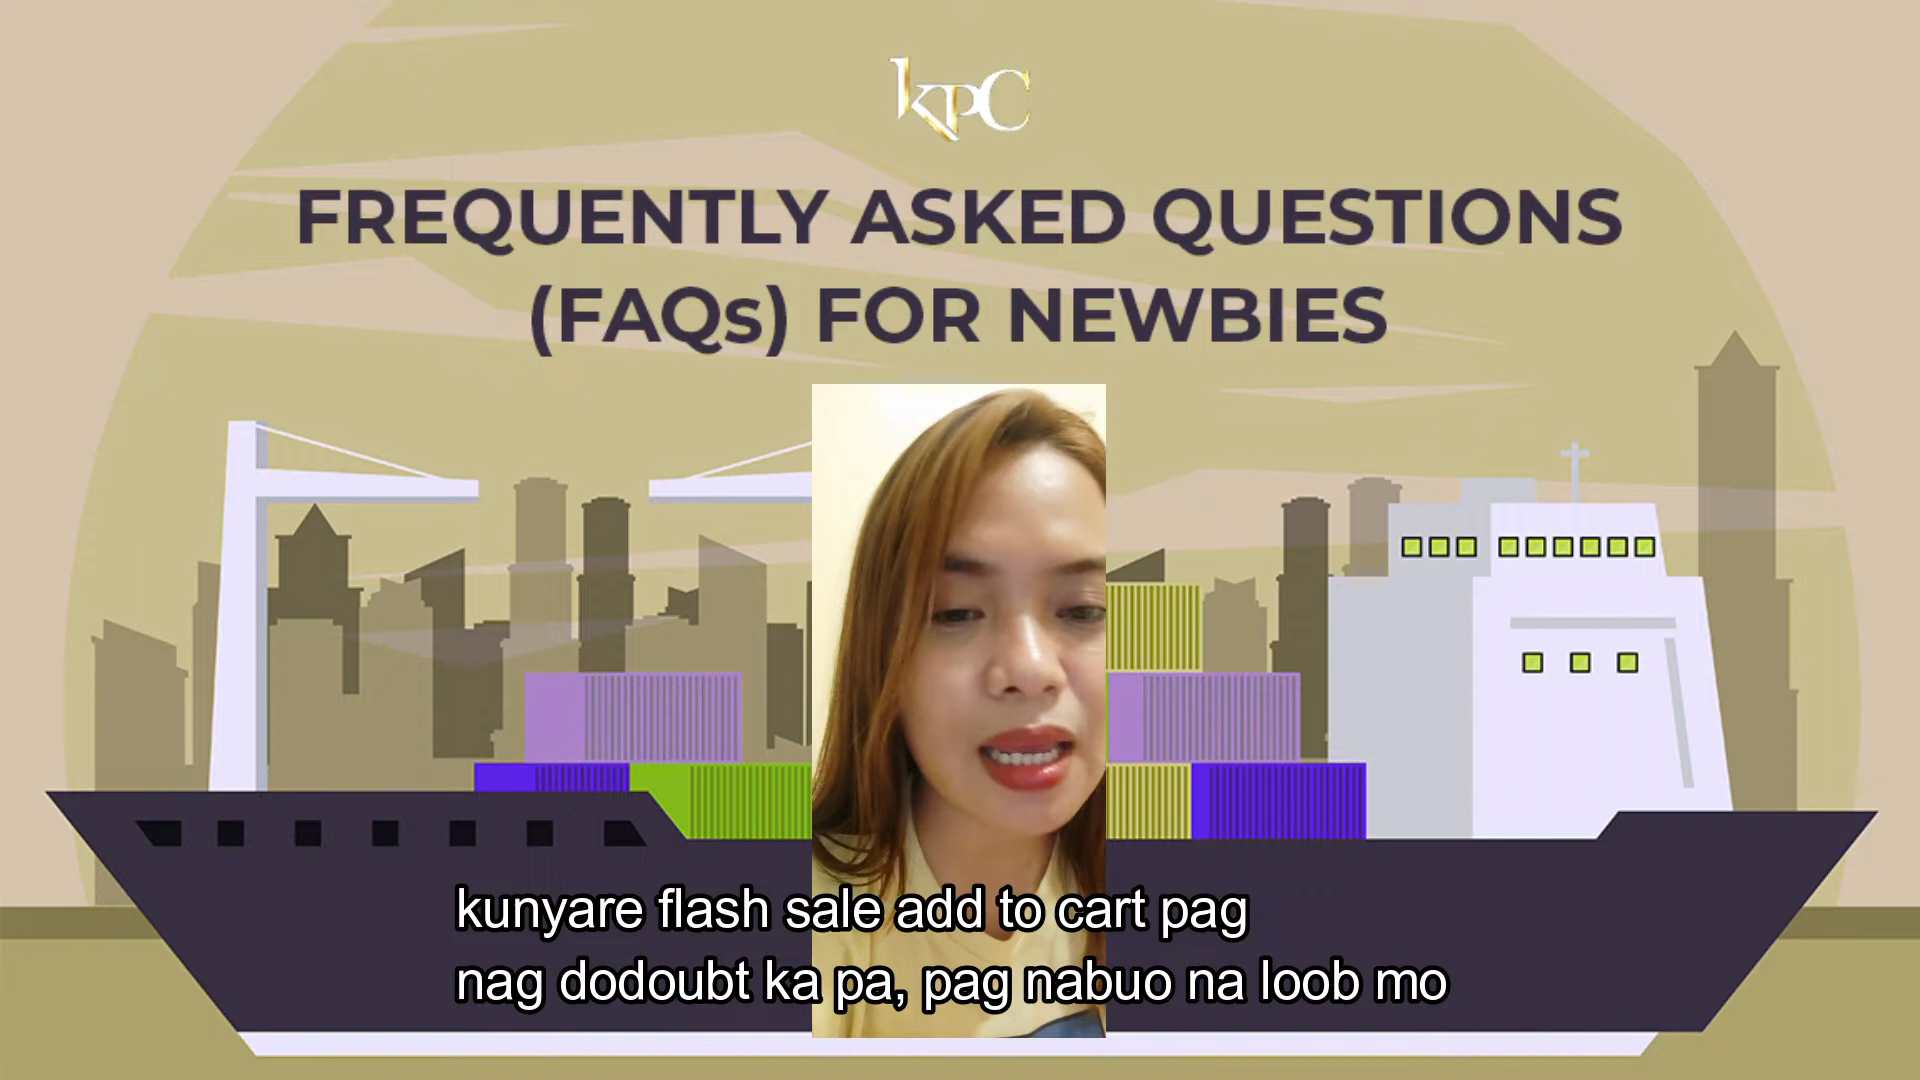 KPC
FREQUENTLY ASKED QUESTIONS
(FAQs) FOR NEWBIES
kunyare flash sale add to cart pag
nag dodoubt ka pa, pag nabuo na loob mo